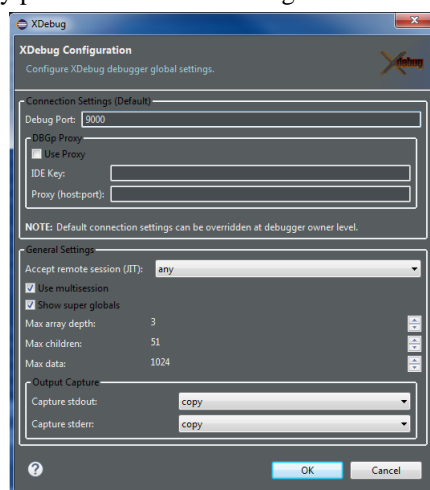 XDebug
XDebug Configuration
Configure XDebug debugger global settings.
Xdebug
Connection Settings (Default)
Debug Port: 9000
DBGp Proxy
Use Proxy
IDE Key:
Proxy (host:port):
NOTE: Default connection settings can be overridden at debugger owner level.
General Settings
Accept remote session (JIT): any
Use multisession
Show super globals
Max array depth: 3
Max children: 51
Max data: 1024
Output Capture
Capture stdout: copy
Capture stderr: copy
? OK Cancel